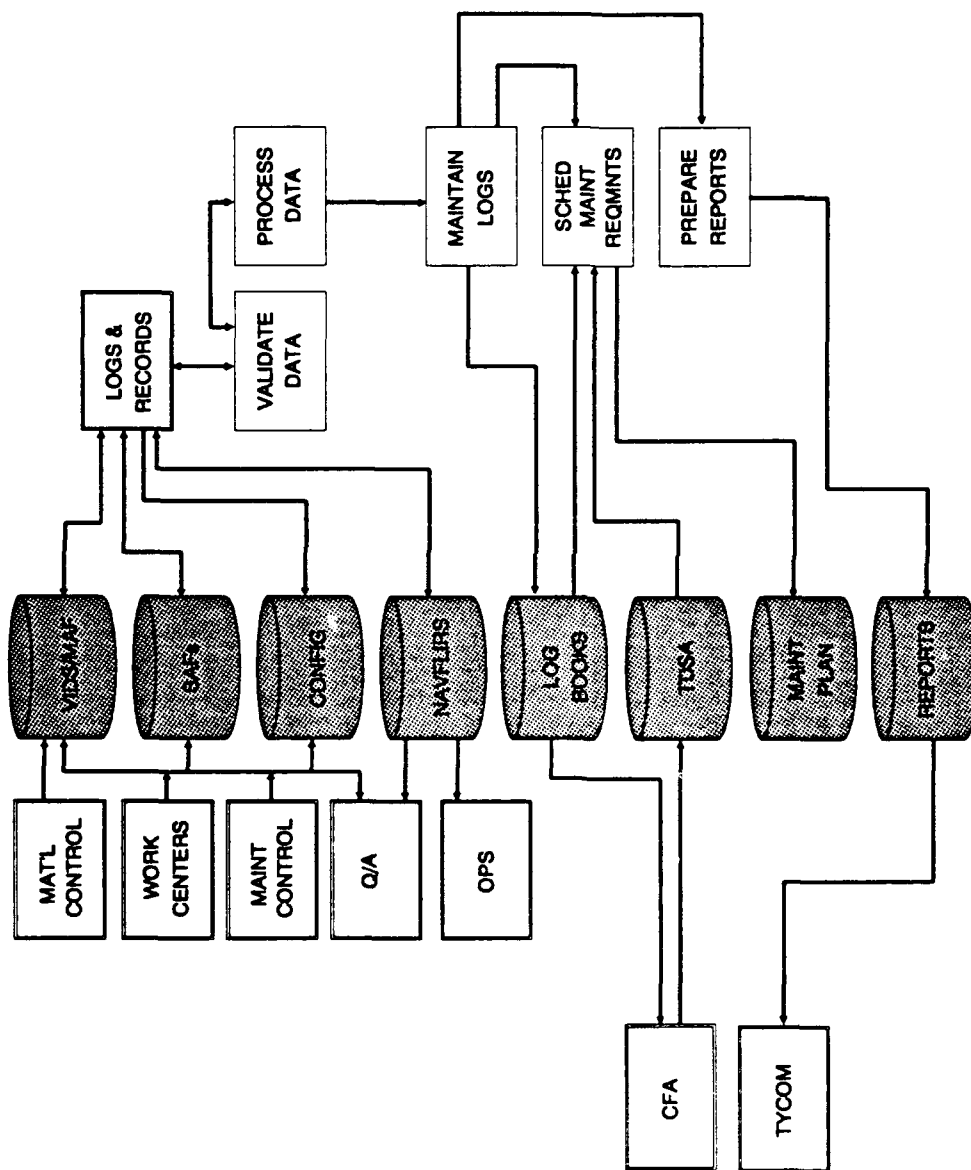 MAT'L
CONTROL
WORK
CENTERS
MAINT
CONTROL
Q/A
OPS
CFA
TYCOM
VIDS/MAF
SAFs
CONFIG
NAVFLIRS
LOG
BOOKS
TDSA
MAINT
PLAN
REPORTS
LOGS &
RECORDS
VALIDATE
DATA
PROCESS
DATA
MAINTAIN
LOGS
SCHED
MAINT
REQMNTS
PREPARE
REPORTS